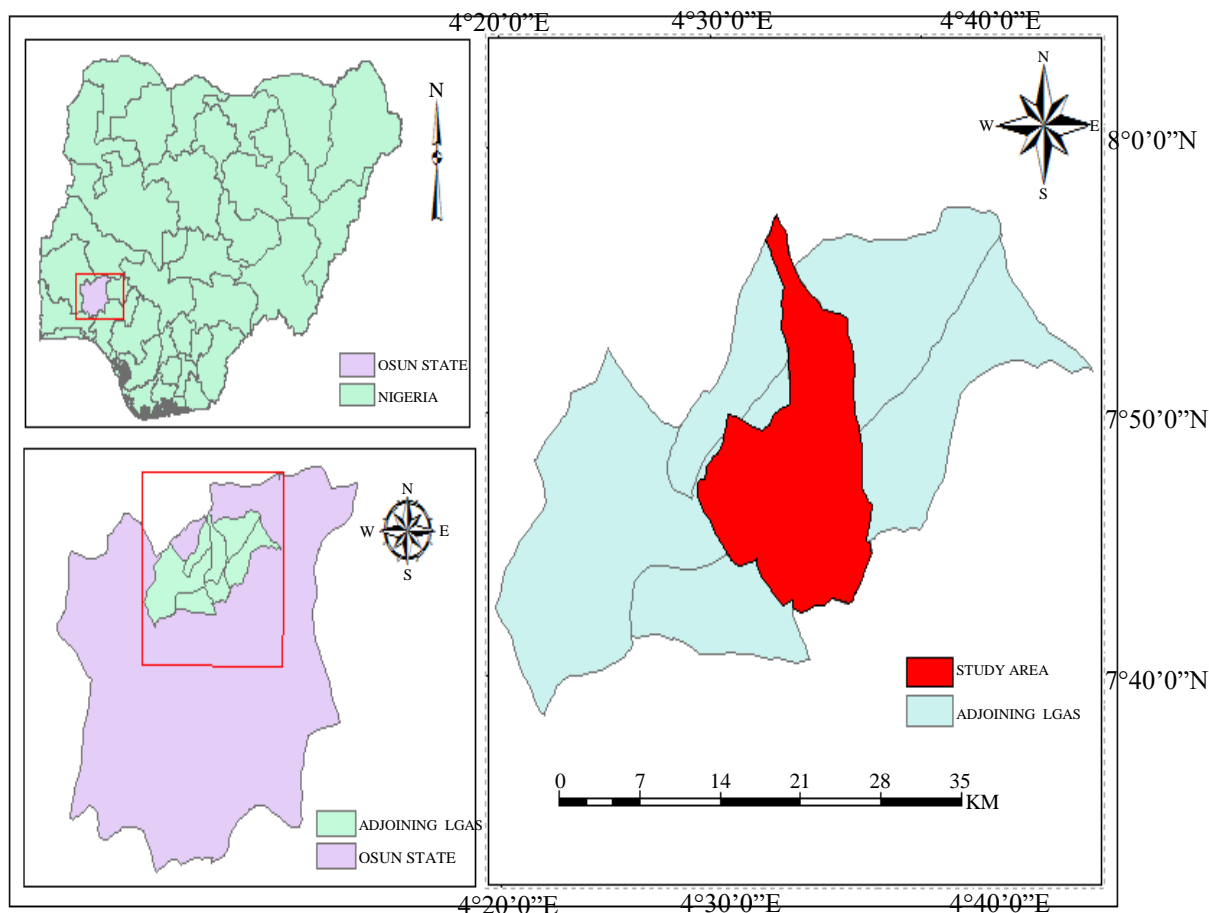 4°20’0”E 4°30’0”E 4°40’0”E
N
OSUN STATE
NIGERIA
N
W E
S
ADJOINING LGAS
OSUN STATE
N
W E
S
8°0’0”N
7°50’0”N
7°40’0”N
STUDY AREA
ADJOINING LGAS
0 7 14 21 28 35
KM
4°20’0”E 4°30’0”E 4°40’0”E